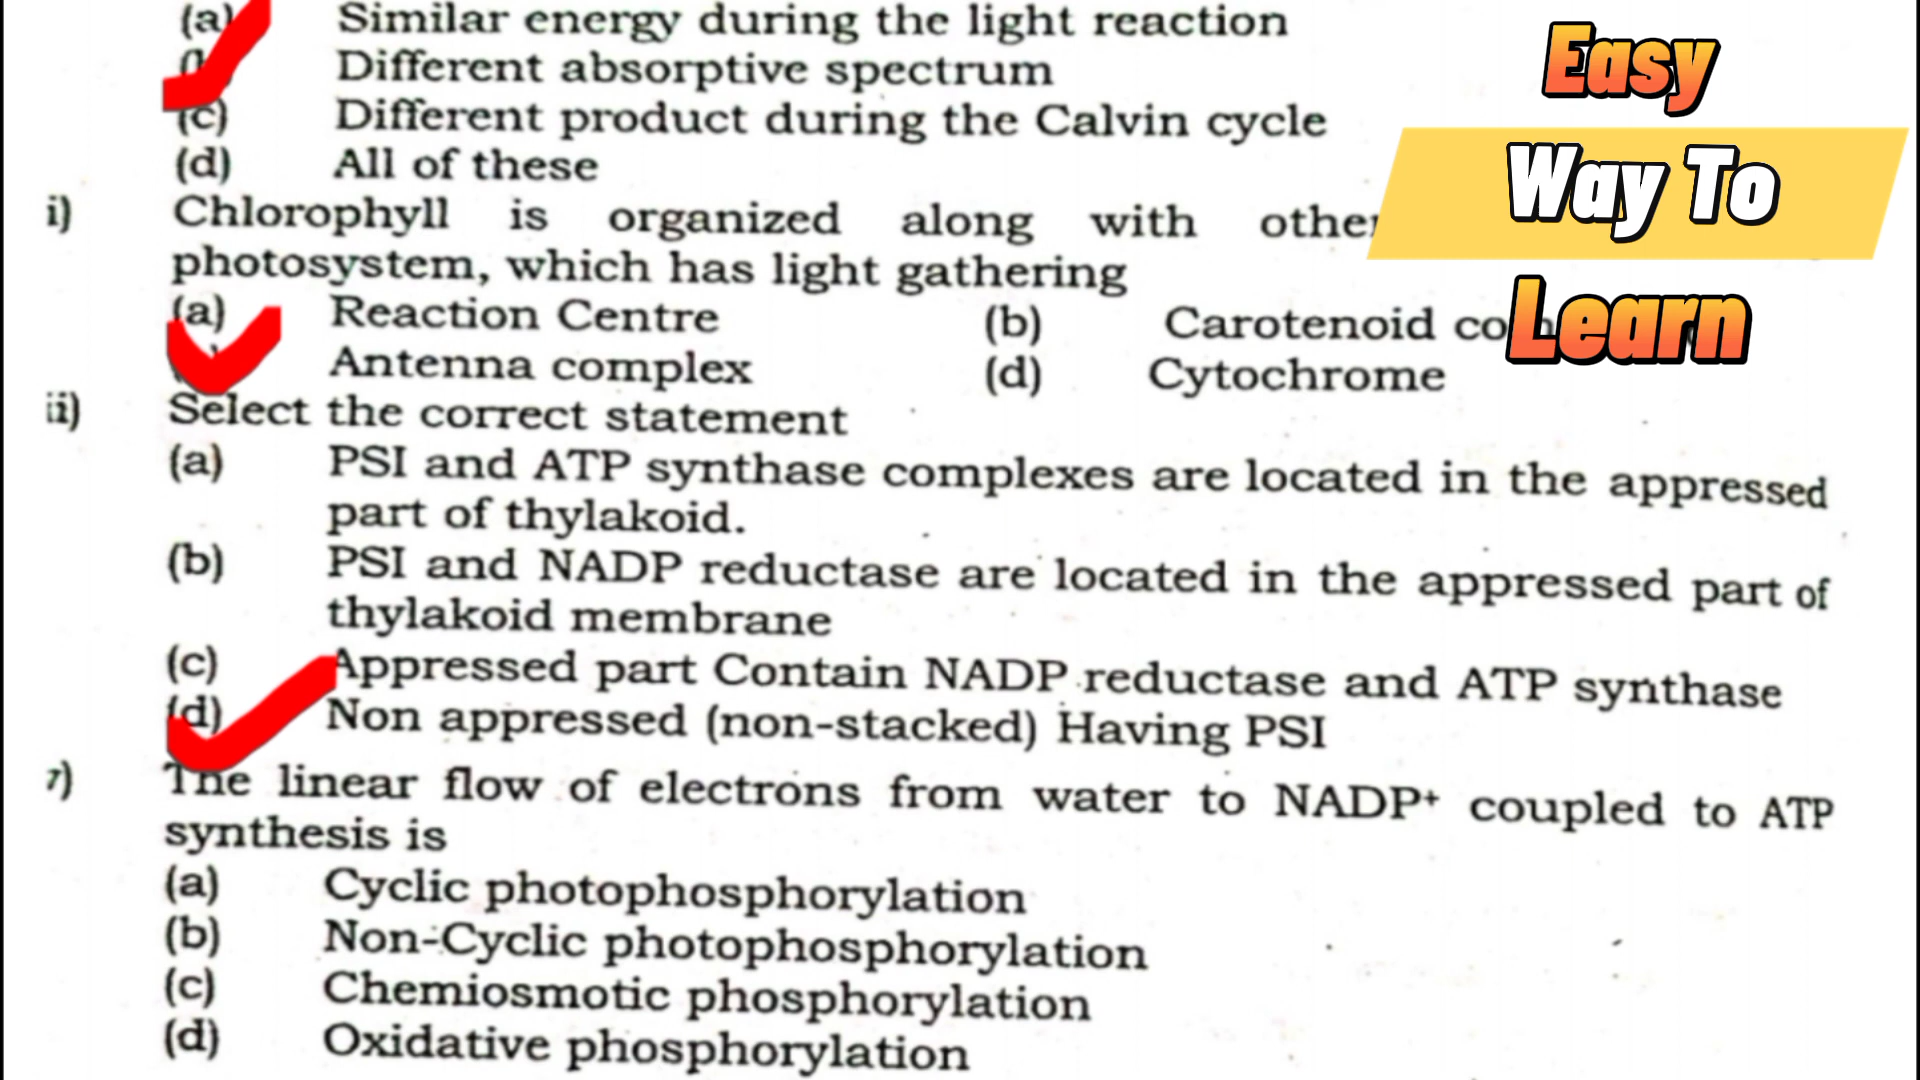 (a) Similar energy during the light reaction
Different absorptive spectrum
(c) Different product during the Calvin cycle
(d) All of these
i) Chlorophyll is organized along with
photosystem, which has light gathering
(a) Reaction Centre (b) Carotenoid
Antenna complex (d) Cytochrome
ii) Select the correct statement
(a) PSI and ATP synthase complexes are located in the appressed
part of thylakoid.
(b) PSI and NADP reductase are located in the appressed part of
thylakoid membrane
(c) Appressed part Contain NADP reductase and ATP synthase
(d) Non appressed (non-stacked) Having PSI
The linear flow of electrons from water to NADP+ coupled to ATP
synthesis is
(a) Cyclic photophosphorylation
(b) Non-Cyclic photophosphorylation
(c) Chemiosmotic phosphorylation
(d) Oxidative phosphorylation
Easy
Way To
Learn